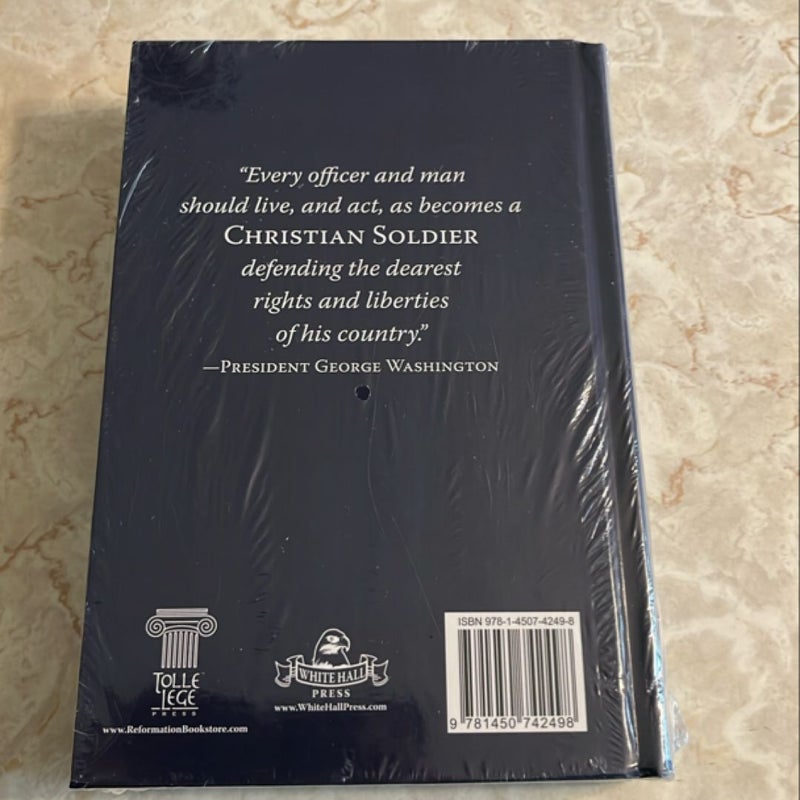 “Every officer and man
should live, and act, as becomes a
CHRISTIAN SOLDIER
defending the dearest
rights and liberties
of his country.”
—PRESIDENT GEORGE WASHINGTON
TOLLE
LEGE
PRESS
www.ReformationBookstore.com
WHITE HALL
PRESS
www.WhiteHallPress.com
ISBN 978-1-4507-4249-8
9 781450 742498